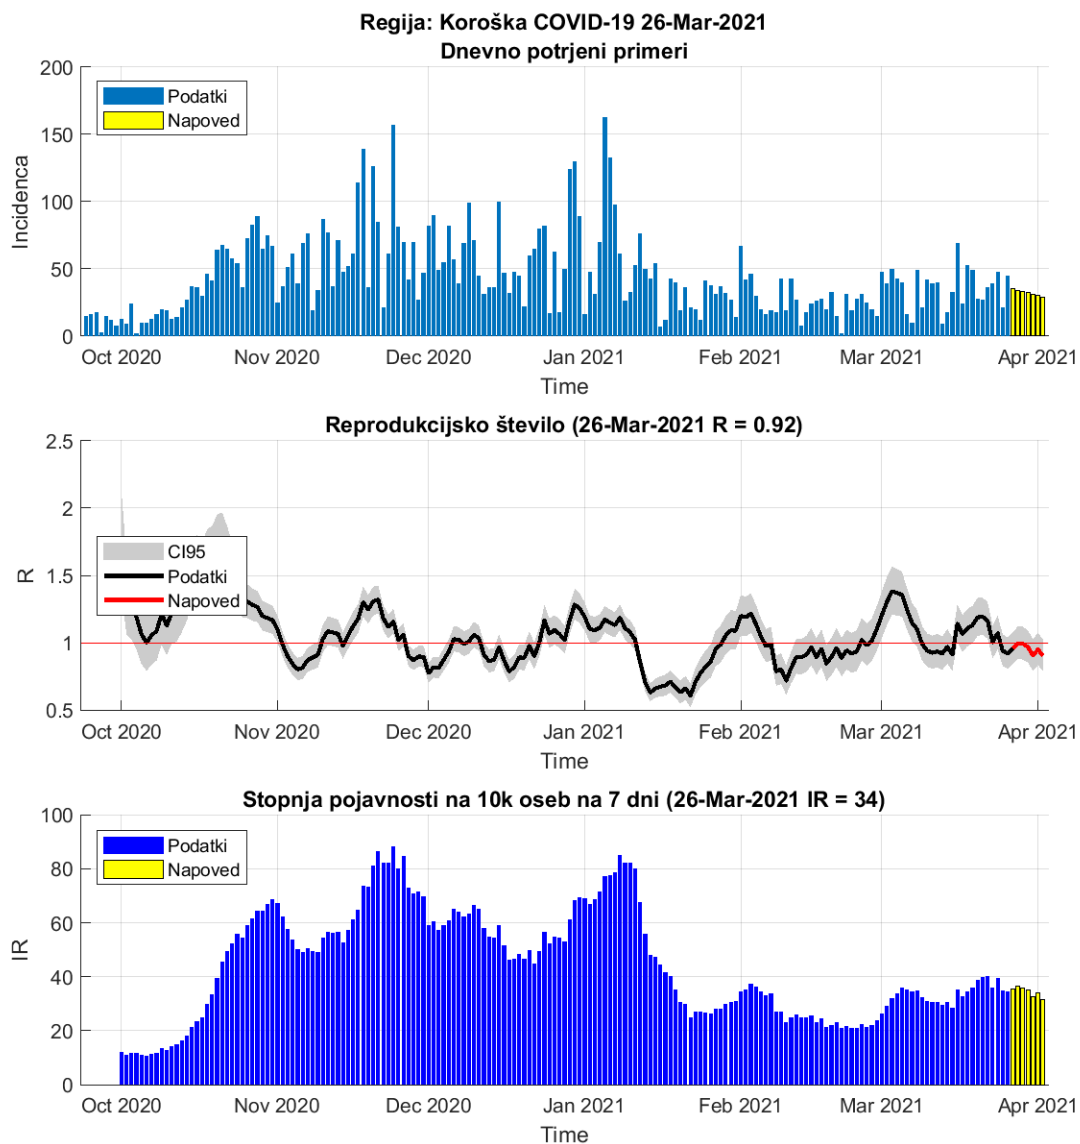 Regija: Koroška COVID-19 26-Mar-2021
Dnevno potrjeni primeri
200
150
100
50
0
Incidenca
Podatki
Napoved
Oct 2020 Nov 2020 Dec 2020 Jan 2021 Feb 2021 Mar 2021 Apr 2021
Time
Reprodukcijsko število (26-Mar-2021 R = 0.92)
2.5
2
1.5
1
0.5
R
CI95
Podatki
Napoved
Oct 2020 Nov 2020 Dec 2020 Jan 2021 Feb 2021 Mar 2021 Apr 2021
Time
Stopnja pojavnosti na 10k oseb na 7 dni (26-Mar-2021 IR = 34)
100
80
60
40
20
0
IR
Podatki
Napoved
Oct 2020 Nov 2020 Dec 2020 Jan 2021 Feb 2021 Mar 2021 Apr 2021
Time